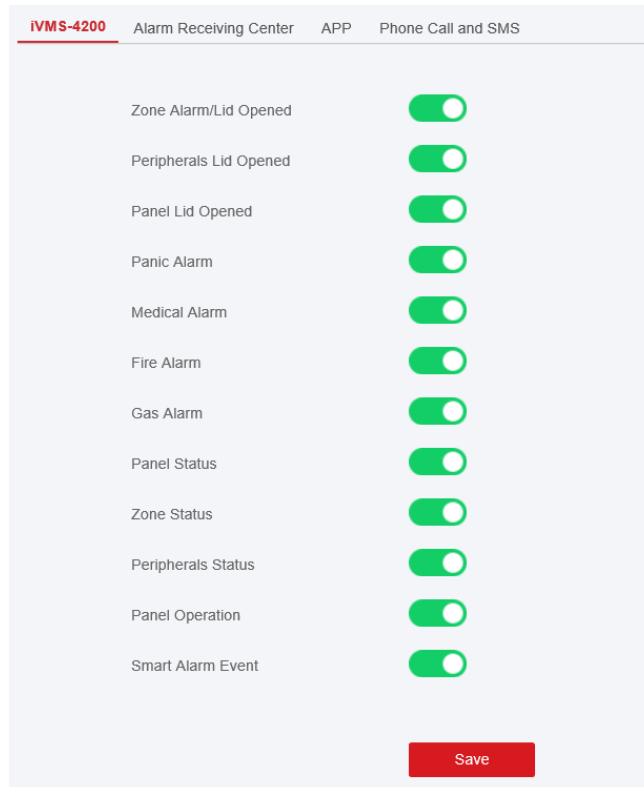 iVMS-4200 Alarm Receiving Center APP Phone Call and SMS
Zone Alarm/Lid Opened
Peripherals Lid Opened
Panel Lid Opened
Panic Alarm
Medical Alarm
Fire Alarm
Gas Alarm
Panel Status
Zone Status
Peripherals Status
Panel Operation
Smart Alarm Event
Save